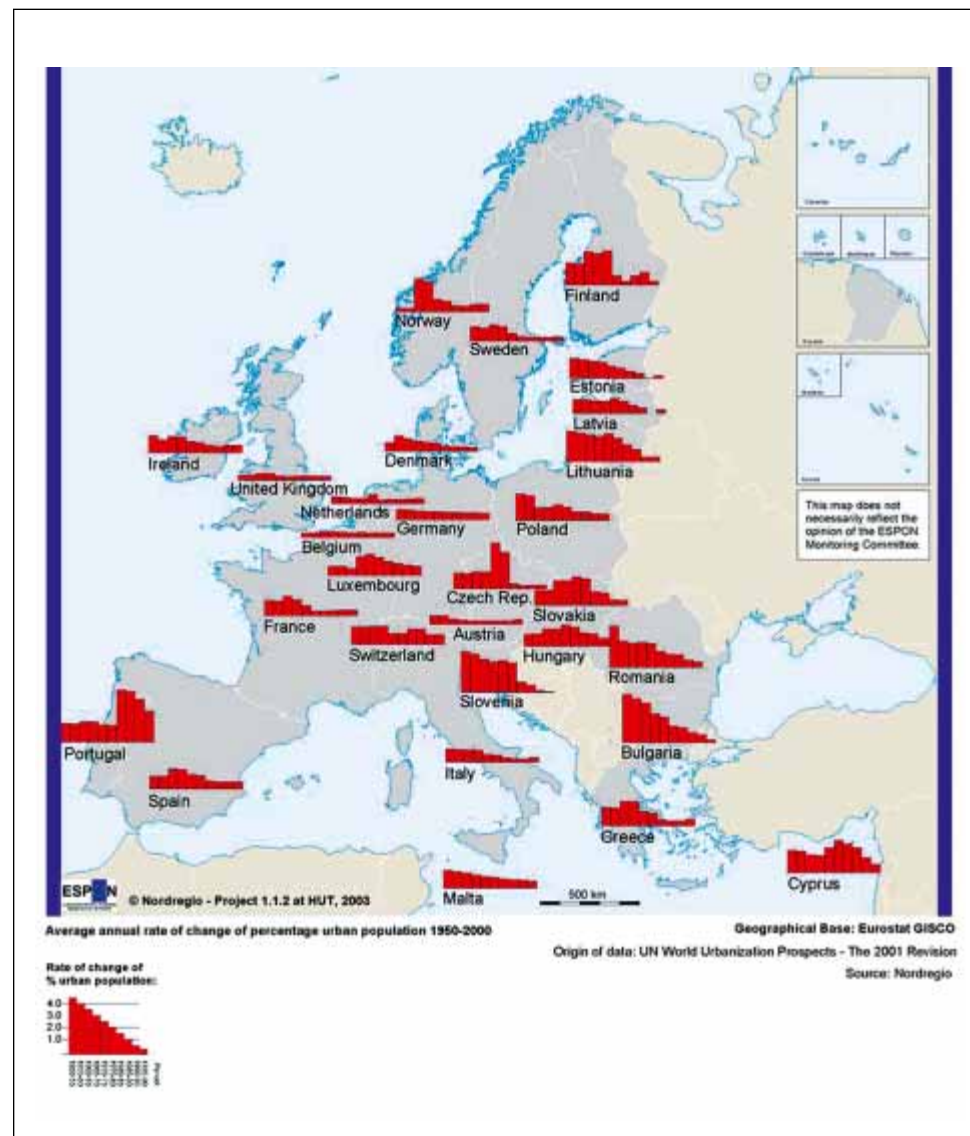 Finland
Norway
Sweden
Estonia
Latvia
Ireland
Denmark
Lithuania
United Kingdom
Netherlands
Germany
Poland
This map does not
necessarily reflect the
opinion of the ESPON
Monitoring Committee.
Belgium
Luxembourg
Czech Rep.
Slovakia
France
Austria
Switzerland
Hungary
Romania
Slovenia
Portugal
Bulgaria
Italy
Spain
Greece
Cyprus
ESPON
© Nordregio - Project 1.1.2 at HUT, 2003
Malta
500 km
Average annual rate of change of percentage urban population 1950-2000
Geographical Base: Eurostat GISCO
Origin of data: UN World Urbanization Prospects - The 2001 Revision
Source: Nordregio
Rate of change of
% urban population:
4.0
3.0
2.0
1.0